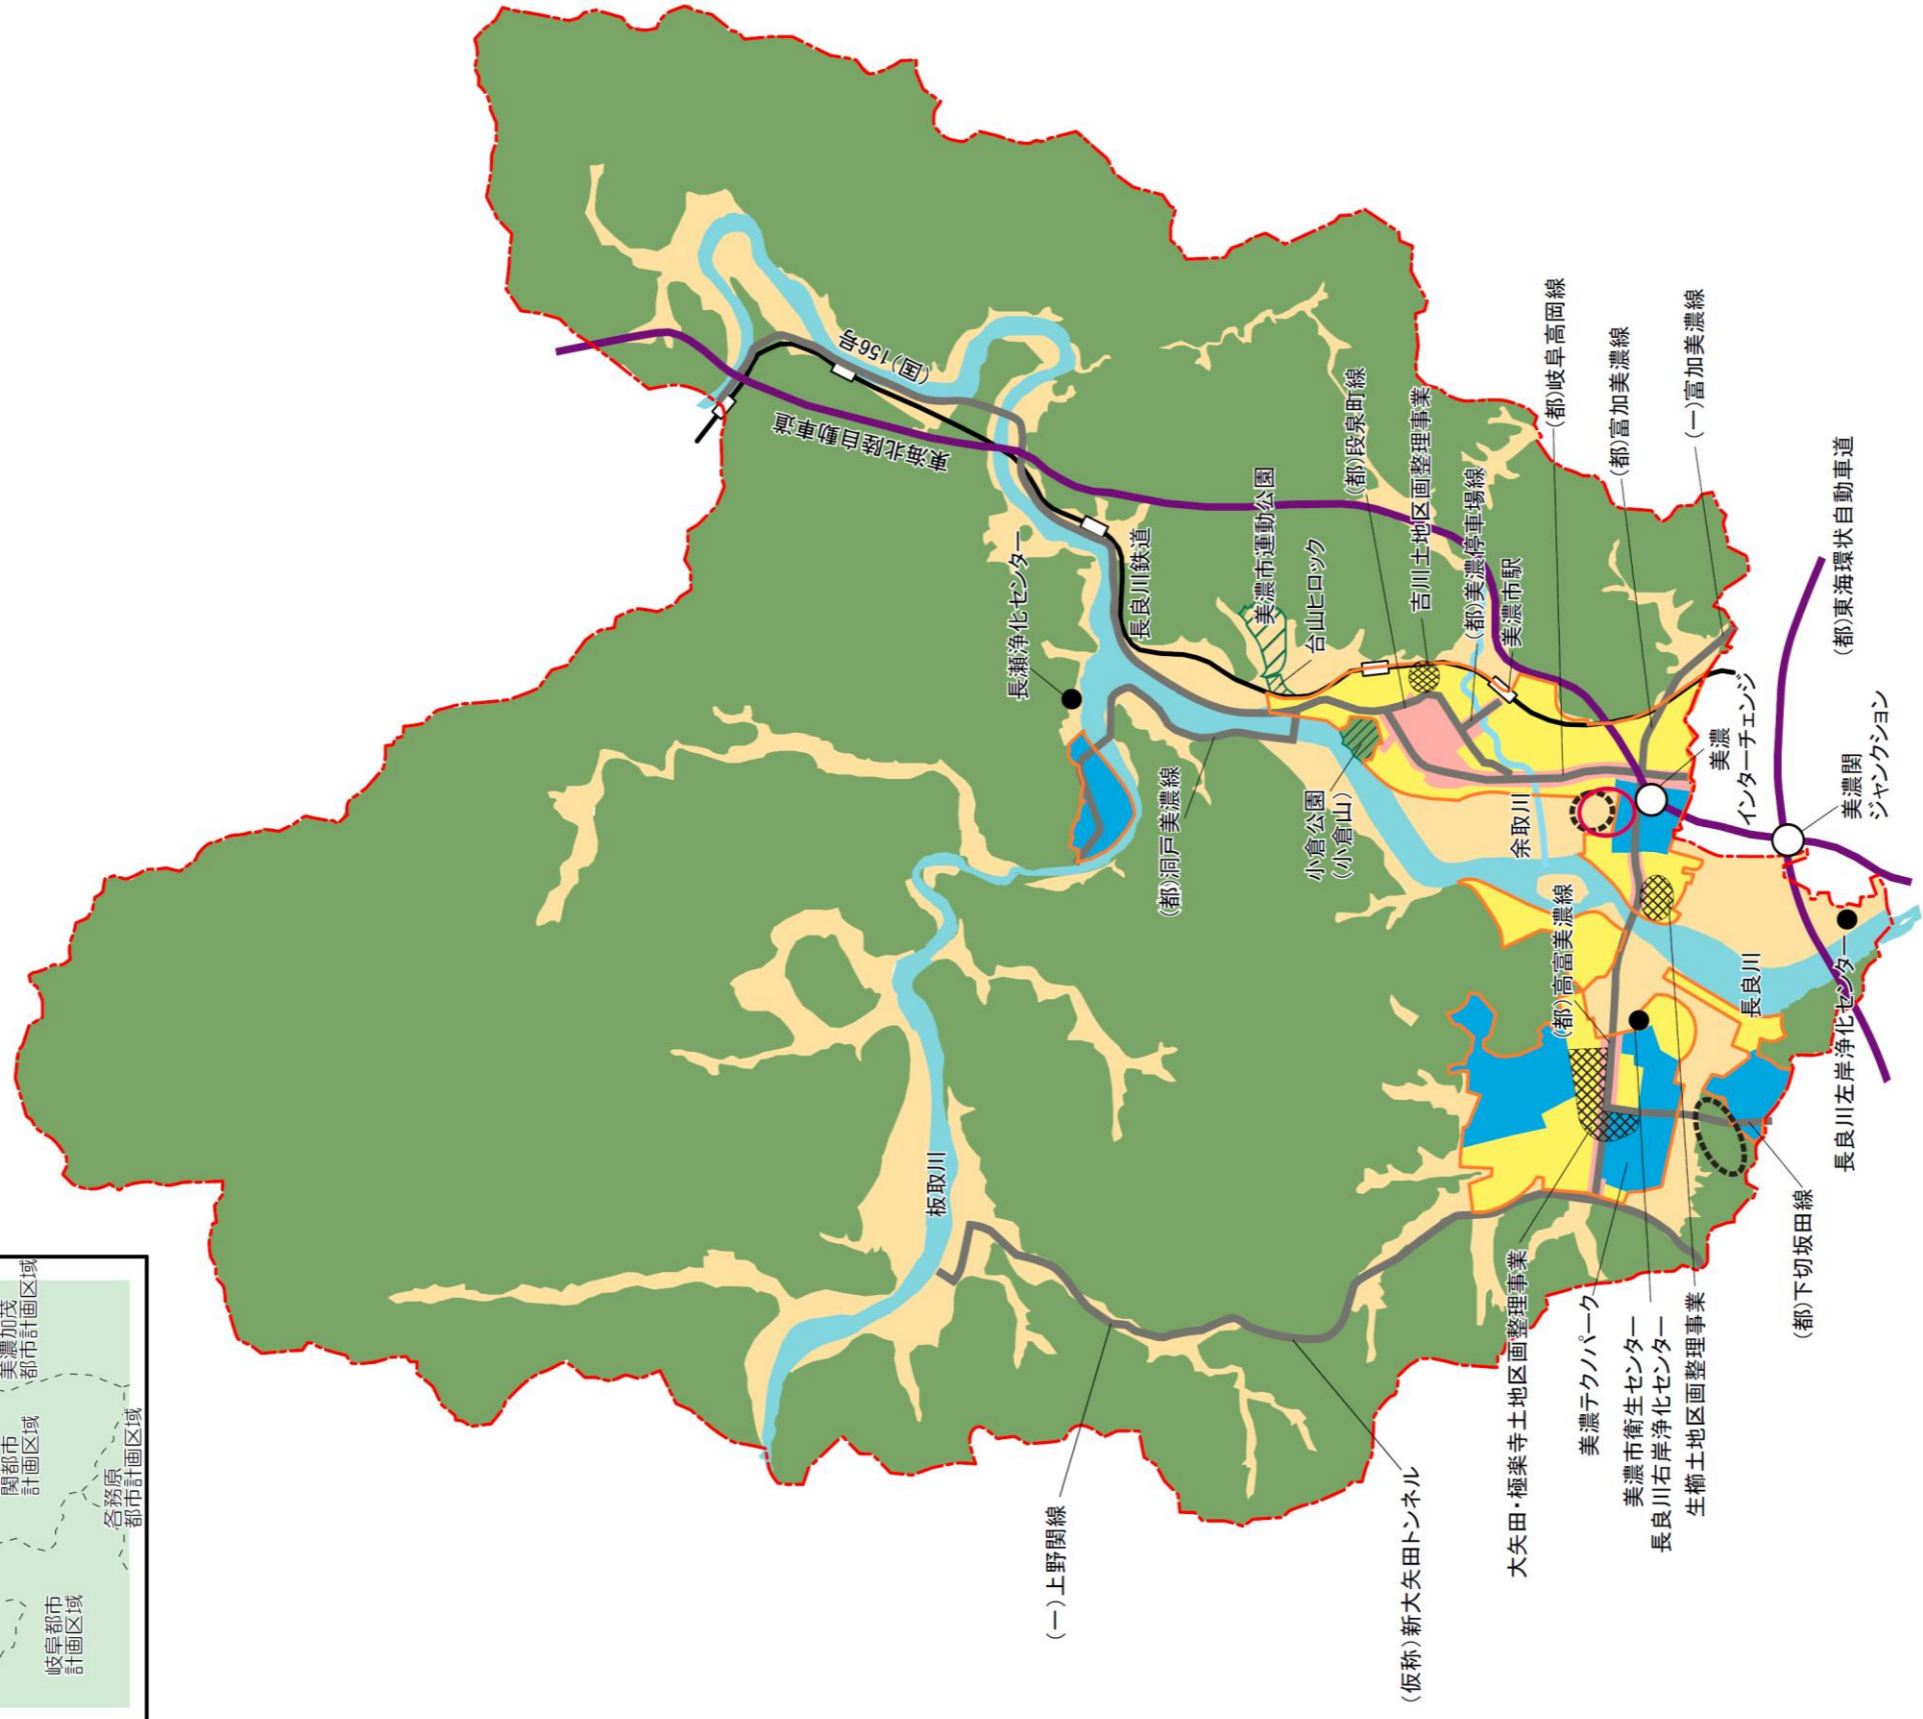 美濃加茂
都市計画区域
関都市
計画区域
各務原
都市計画区域
岐阜都市
計画区域
(国)156号
東海北陸自動車道
長瀬浄化センター
長良川鉄道
美濃市運動公園
台山ヒロック
(都)段泉町線
吉川土地区画整理事業
(都)美濃停車場線
美濃市駅
(都)岐阜高岡線
(都)富加美濃線
(一)富加美濃線
(都)東海環状自動車道
美濃
インターチェンジ
美濃関
ジャンクション
(都)洞戸美濃線
小倉公園
(小倉山)
余取川
(都)高富美濃線
長良川
長良川左岸浄化センター
板取川
(一)上野関線
(仮称)新大矢田トンネル
大矢田・極楽寺土地区画整理事業
美濃テクノパーク
美濃市衛生センター
長良川右岸浄化センター
生櫛土地区画整理事業
(都)下切坂田線